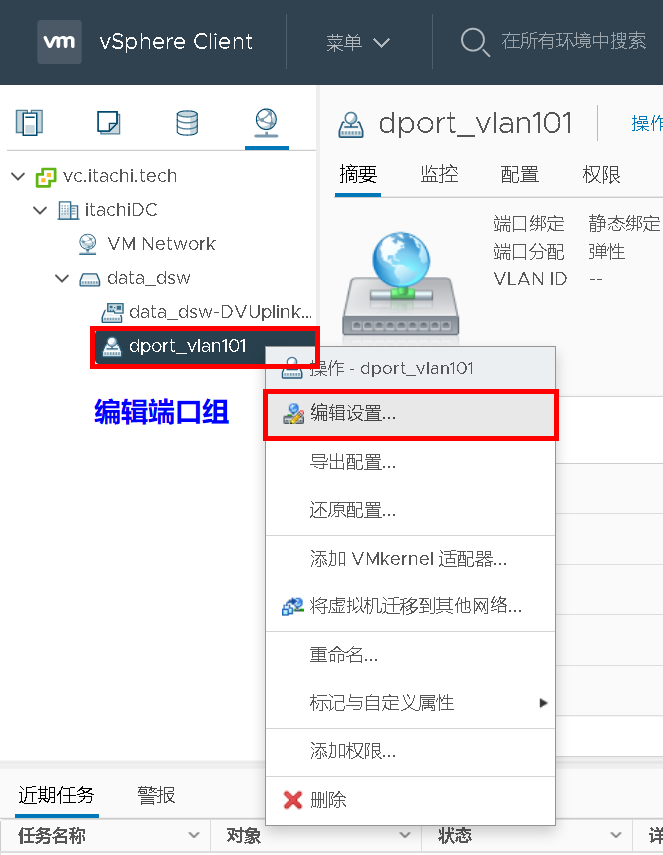 vm vSphere Client 菜单 在所有环境中搜索
dport_vlan101 操作
摘要 监控 配置 权限
vc.itachi.tech
itachiDC
VM Network
data_dsw
data_dsw-DVUplink...
dport_vlan101
端口绑定 静态绑定
端口分配 弹性
VLAN ID --
编辑端口组
操作 - dport_vlan101
编辑设置...
导出配置...
还原配置...
添加 VMkernel 适配器...
将虚拟机迁移到其他网络...
重命名...
标记与自定义属性
添加权限...
删除
近期任务 警报
任务名称 对象 状态 详